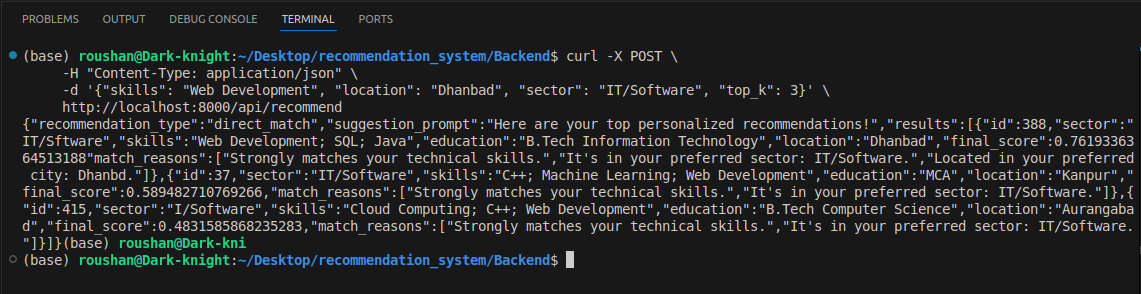 PROBLEMS OUTPUT DEBUG CONSOLE TERMINAL PORTS
(base) roushan@Dark-knight:~/Desktop/recommendation_system/Backend$ curl -X POST \
-H "Content-Type: application/json" \
-d '{"skills": "Web Development", "location": "Dhanbad", "sector": "IT/Software", "top_k": 3}' \
http://localhost:8000/api/recommend
{"recommendation_type":"direct_match","suggestion_prompt":"Here are your top personalized recommendations!","results":[{"id":388,"sector":"
IT/Sftware","skills":"Web Development; SQL; Java","education":"B.Tech Information Technology","location":"Dhanbad","final_score":0.76193363
64513188"match_reasons":["Strongly matches your technical skills.","It's in your preferred sector: IT/Software.","Located in your preferred
city: Dhanbd."]},{"id":37,"sector":"IT/Software","skills":"C++; Machine Learning; Web Development","education":"MCA","location":"Kanpur","
final_score":0.589482710769266,"match_reasons":["Strongly matches your technical skills.","It's in your preferred sector: IT/Software."]},{
"id":415,"sector":"I/Software","skills":"Cloud Computing; C++; Web Development","education":"B.Tech Computer Science","location":"Aurangaba
d","final_score":0.4831585868235283,"match_reasons":["Strongly matches your technical skills.","It's in your preferred sector: IT/Software.
"]}]}(base) roushan@Dark-kni
(base) roushan@Dark-knight:~/Desktop/recommendation_system/Backend$